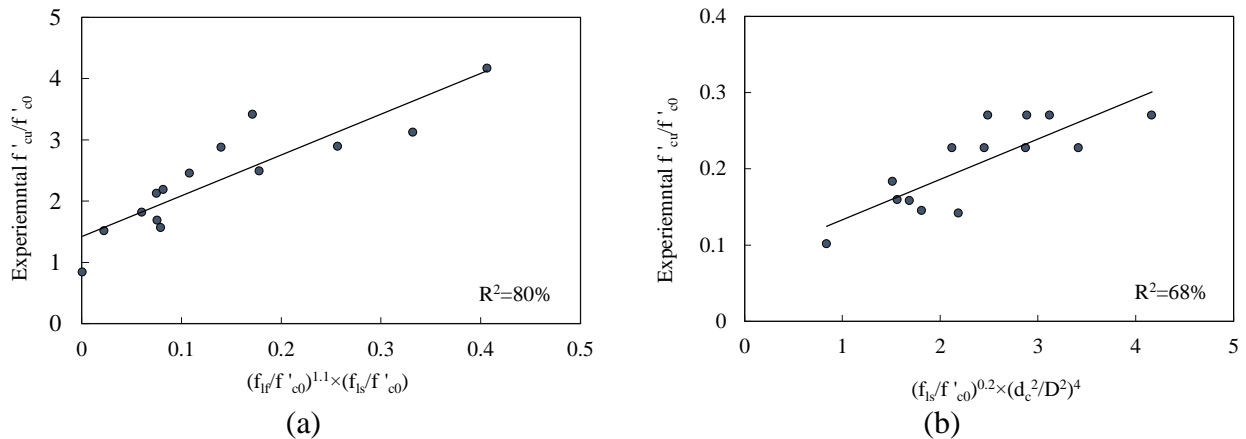 5
4
3
2
1
0
Experiemntal f 'cu/f 'c0
0 0.1 0.2 0.3 0.4 0.5
(flf/f 'c0)1.1×(fls/f 'c0)
R2=80%
(a)
0.4
0.3
0.2
0.1
0
Experiemntal f 'cu/f 'c0
0 1 2 3 4 5
(fls/f 'c0)0.2×(dc2/D2)4
R2=68%
(b)